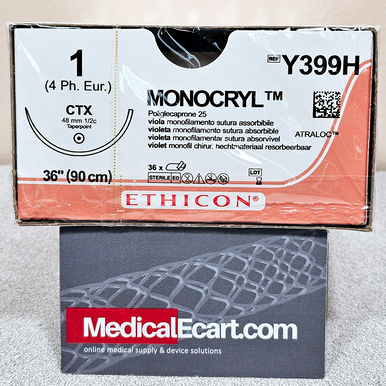 1
(4 Ph. Eur.)
CTX
48 mm 1/2c
Taperpoint
36" (90 cm)
REF Y399H
MONOCRYL™
Poliglecaprone 25
viola monofilamento sutura assorbibile
violeta monofilamento sutura absorbible
violeta monofilamentar sutura absorvível
violet monofil chirur. hechtmateriaal resorbeerbaar
ATRALOC™
36 x
STERILE EO
LOT
ETHICON®
MedicalEcart.com
online medical supply & device solutions